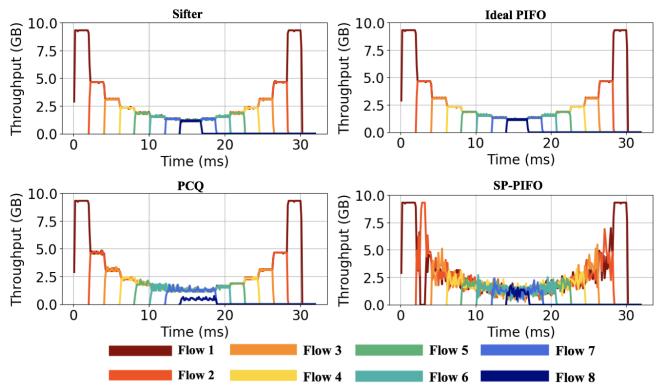 Sifter
Throughput (GB)
10.0
7.5
5.0
2.5
0.0
0 10 20 30
Time (ms)
Ideal PIFO
Throughput (GB)
10.0
7.5
5.0
2.5
0.0
0 10 20 30
Time (ms)
PCQ
Throughput (GB)
10.0
7.5
5.0
2.5
0.0
0 10 20 30
Time (ms)
SP-PIFO
Throughput (GB)
10.0
7.5
5.0
2.5
0.0
0 10 20 30
Time (ms)
Flow 1 Flow 3 Flow 5 Flow 7
Flow 2 Flow 4 Flow 6 Flow 8